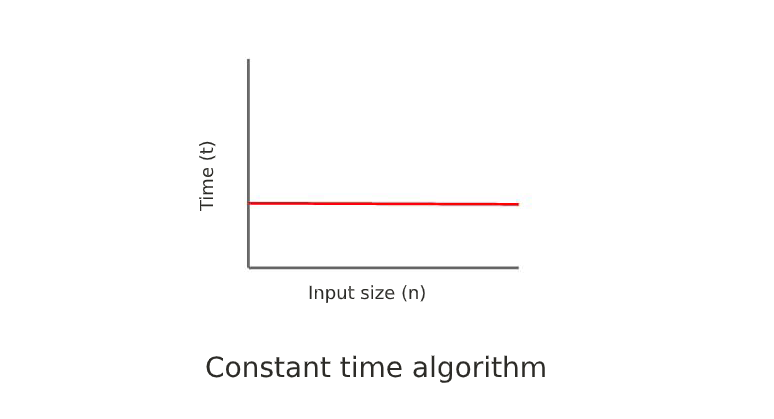 Time (t)
Input size (n)
Constant time algorithm